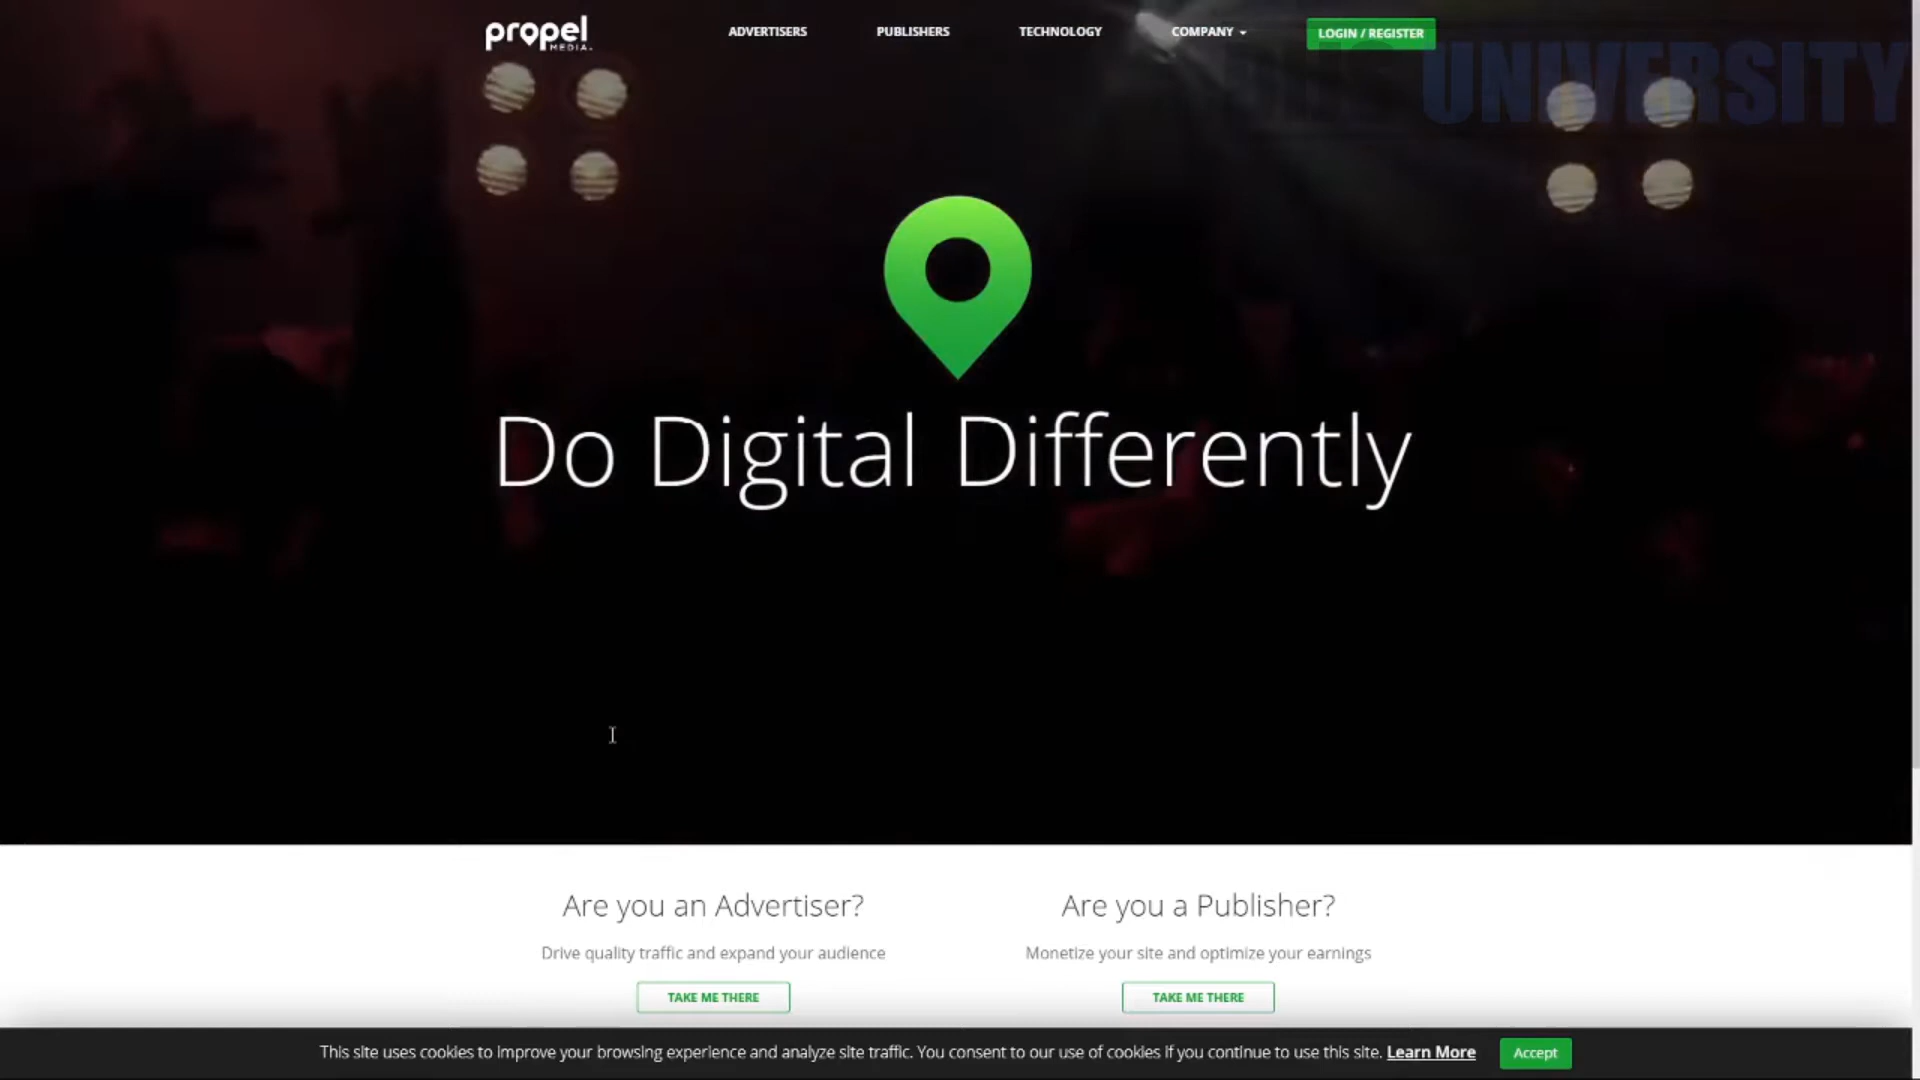 propel
MEDIA.
ADVERTISERS
PUBLISHERS
TECHNOLOGY
COMPANY
LOGIN / REGISTER
UNIVERSITY
Do Digital Differently
Are you an Advertiser?
Drive quality traffic and expand your audience
TAKE ME THERE
Are you a Publisher?
Monetize your site and optimize your earnings
TAKE ME THERE
This site uses cookies to improve your browsing experience and analyze site traffic. You consent to our use of cookies if you continue to use this site. Learn More
Accept